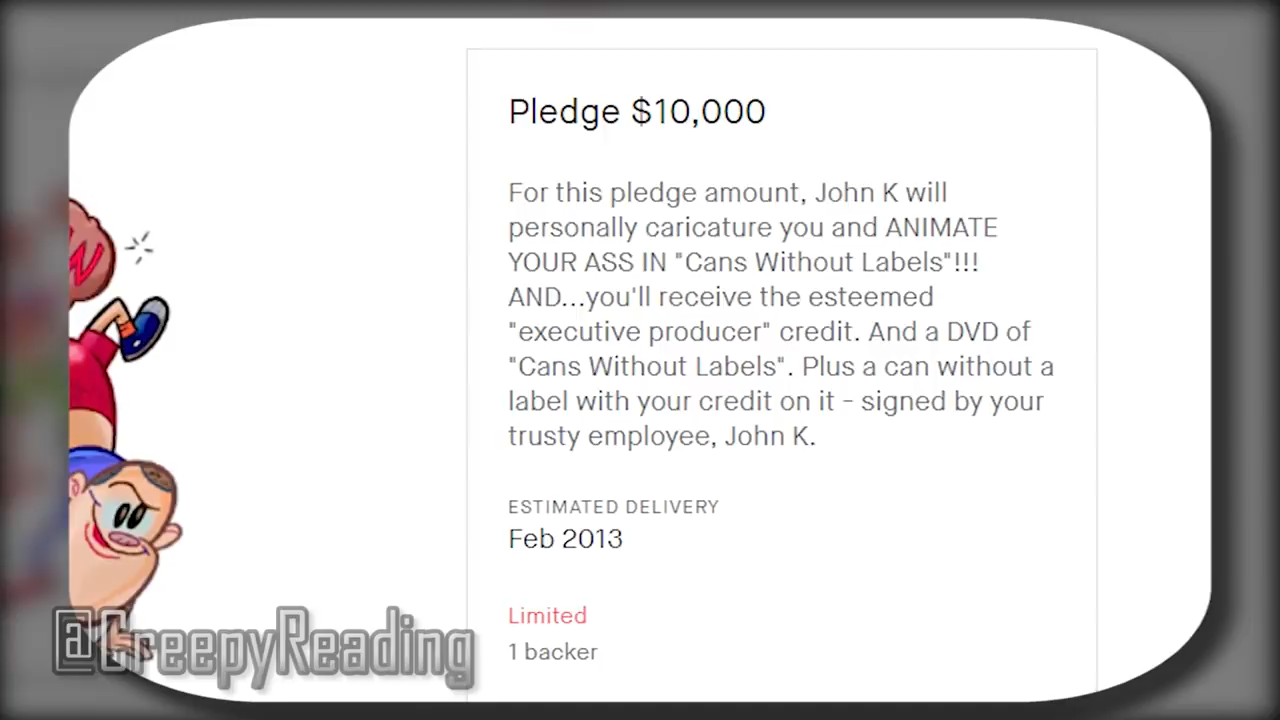 Pledge $10,000
For this pledge amount, John K will
personally caricature you and ANIMATE
YOUR ASS IN "Cans Without Labels"!!!
AND...you'll receive the esteemed
"executive producer" credit. And a DVD of
"Cans Without Labels". Plus a can without a
label with your credit on it - signed by your
trusty employee, John K.
ESTIMATED DELIVERY
Feb 2013
Limited
1 backer
@CreepyReading